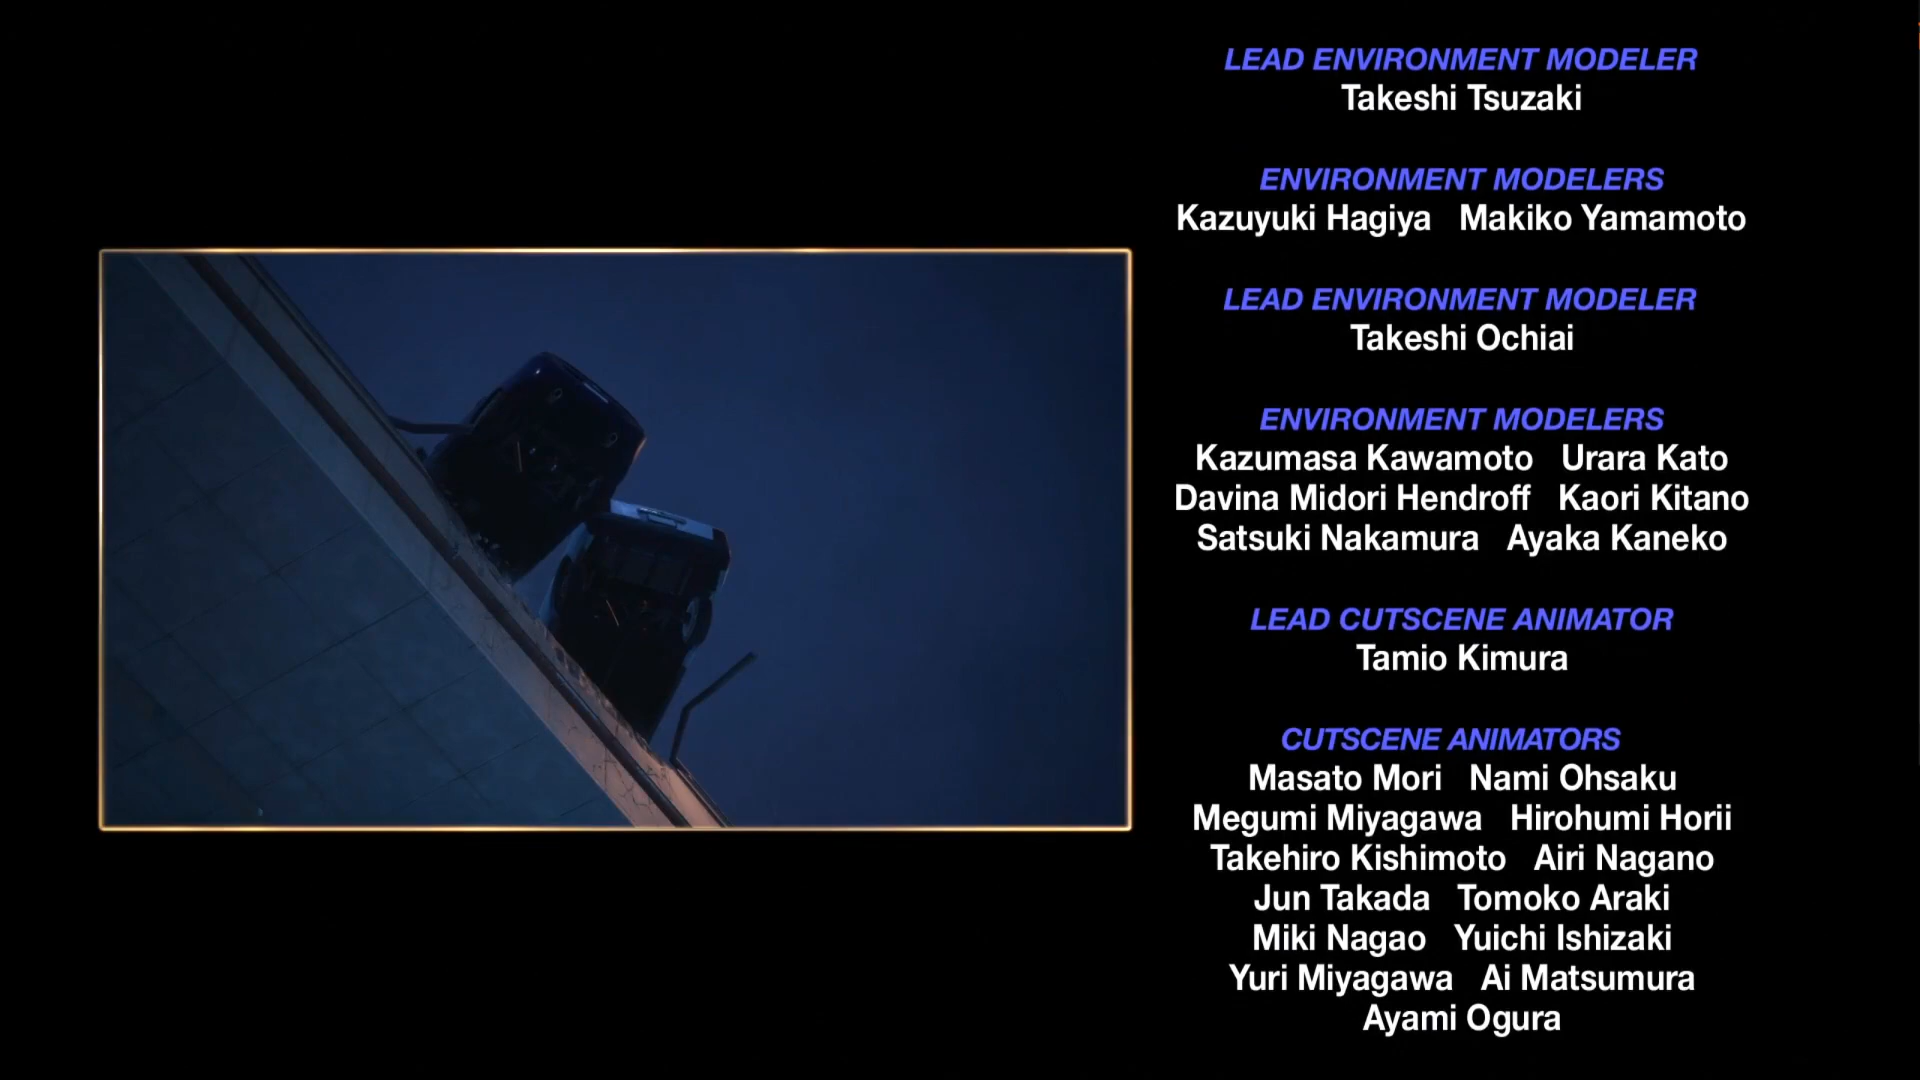 LEAD ENVIRONMENT MODELER
Takeshi Tsuzaki
ENVIRONMENT MODELERS
Kazuyuki Hagiya Makiko Yamamoto
LEAD ENVIRONMENT MODELER
Takeshi Ochiai
ENVIRONMENT MODELERS
Kazumasa Kawamoto Urara Kato
Davina Midori Hendroff Kaori Kitano
Satsuki Nakamura Ayaka Kaneko
LEAD CUTSCENE ANIMATOR
Tamio Kimura
CUTSCENE ANIMATORS
Masato Mori Nami Ohsaku
Megumi Miyagawa Hirohumi Horii
Takehiro Kishimoto Airi Nagano
Jun Takada Tomoko Araki
Miki Nagao Yuichi Ishizaki
Yuri Miyagawa Ai Matsumura
Ayami Ogura